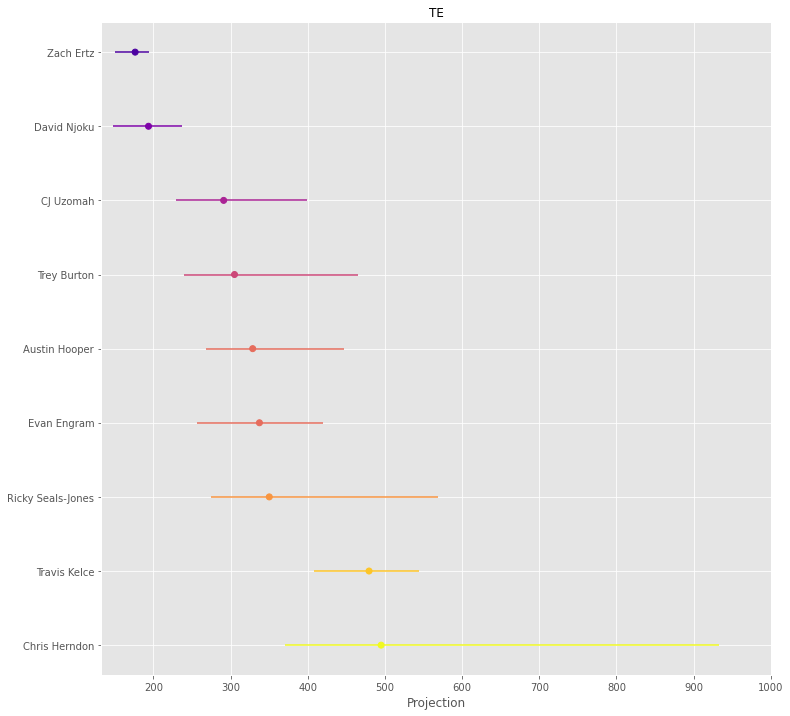 TE
Zach Ertz
David Njoku
CJ Uzomah
Trey Burton
Austin Hooper
Evan Engram
Ricky Seals-Jones
Travis Kelce
Chris Herndon
200 300 400 500 600 700 800 900 1000
Projection